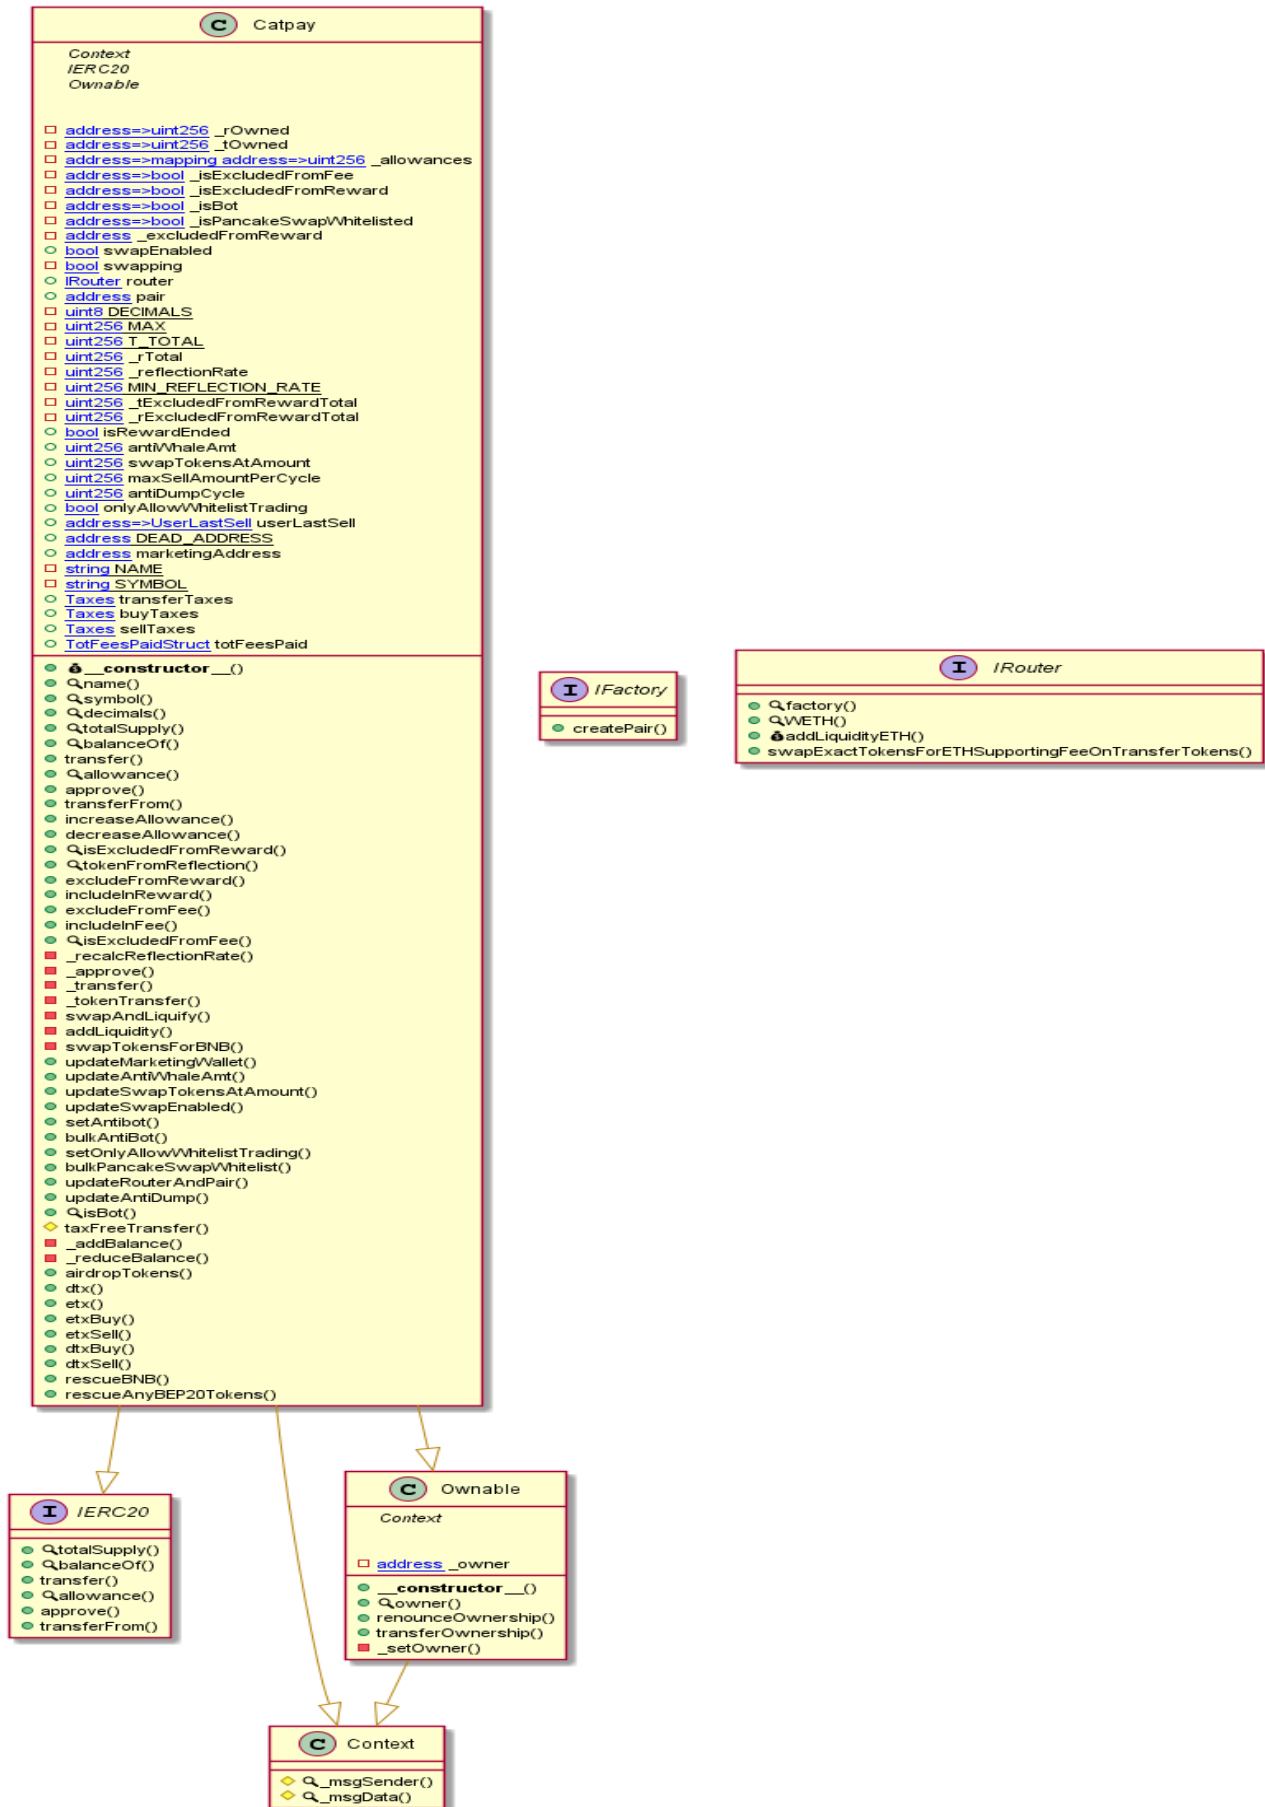 C Catpay
Context
IERC20
Ownable
address=>uint256 _rOwned
address=>uint256 _tOwned
address=>mapping address=>uint256 _allowances
address=>bool _isExcludedFromFee
address=>bool _isExcludedFromReward
address=>bool _isBot
address=>bool _isPancakeSwapWhitelisted
address _excludedFromReward
bool swapEnabled
bool swapping
IRouter router
address pair
uint8 DECIMALS
uint256 MAX
uint256 T_TOTAL
uint256 _rTotal
uint256 _reflectionRate
uint256 MIN_REFLECTION_RATE
uint256 _tExcludedFromRewardTotal
uint256 _rExcludedFromRewardTotal
bool isRewardEnded
uint256 antiWhaleAmt
uint256 swapTokensAtAmount
uint256 maxSellAmountPerCycle
uint256 antiDumpCycle
bool onlyAllowWhitelistTrading
address=>UserLastSell userLastSell
address DEAD_ADDRESS
address marketingAddress
string NAME
string SYMBOL
Taxes transferTaxes
Taxes buyTaxes
Taxes sellTaxes
TotFeesPaidStruct totFeesPaid
__constructor__()
name()
symbol()
decimals()
totalSupply()
balanceOf()
transfer()
allowance()
approve()
transferFrom()
increaseAllowance()
decreaseAllowance()
isExcludedFromReward()
tokenFromReflection()
excludeFromReward()
includeInReward()
excludeFromFee()
includeInFee()
isExcludedFromFee()
_recalcReflectionRate()
_approve()
_transfer()
_tokenTransfer()
swapAndLiquify()
addLiquidity()
swapTokensForBNB()
updateMarketingWallet()
updateAntiWhaleAmt()
updateSwapTokensAtAmount()
updateSwapEnabled()
setAntibot()
bulkAntiBot()
setOnlyAllowWhitelistTrading()
bulkPancakeSwapWhitelist()
updateRouterAndPair()
updateAntiDump()
isBot()
taxFreeTransfer()
_addBalance()
_reduceBalance()
airdropTokens()
dtx()
etx()
etxBuy()
etxSell()
dtxBuy()
dtxSell()
rescueBNB()
rescueAnyBEP20Tokens()
I IFactory
createPair()
I IRouter
factory()
WETH()
addLiquidityETH()
swapExactTokensForETHSupportingFeeOnTransferTokens()
I IERC20
totalSupply()
balanceOf()
transfer()
allowance()
approve()
transferFrom()
C Ownable
Context
address _owner
__constructor__()
owner()
renounceOwnership()
transferOwnership()
_setOwner()
C Context
_msgSender()
_msgData()